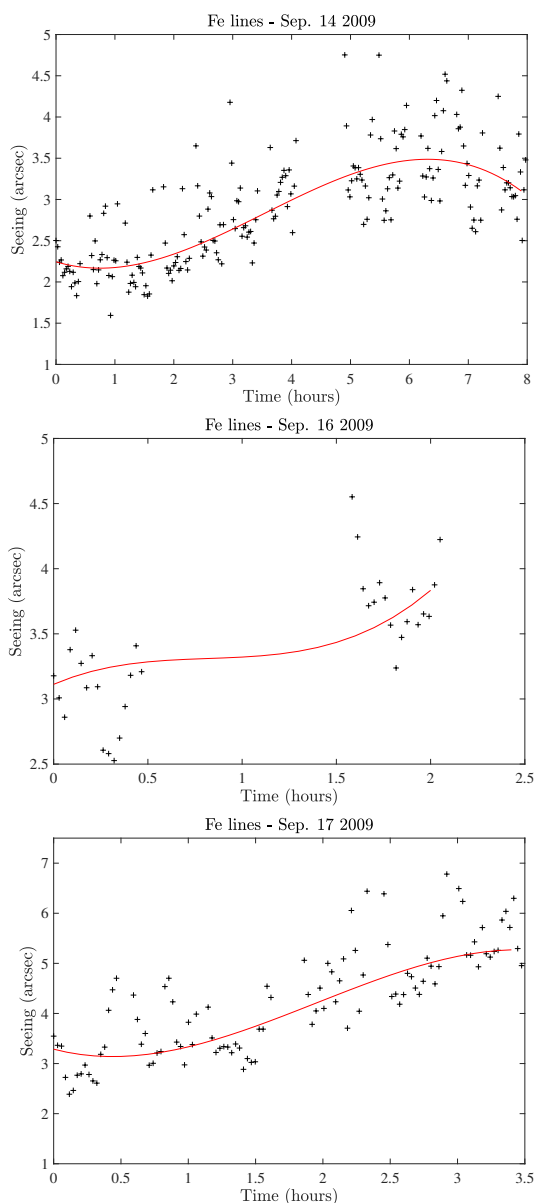 Fe lines - Sep. 14 2009
5
4.5
4
3.5
3
2.5
2
1.5
1
Seeing (arcsec)
0 1 2 3 4 5 6 7 8
Time (hours)
Fe lines - Sep. 16 2009
5
4.5
4
3.5
3
2.5
Seeing (arcsec)
0 0.5 1 1.5 2 2.5
Time (hours)
Fe lines - Sep. 17 2009
7
6
5
4
3
2
1
Seeing (arcsec)
0 0.5 1 1.5 2 2.5 3 3.5
Time (hours)